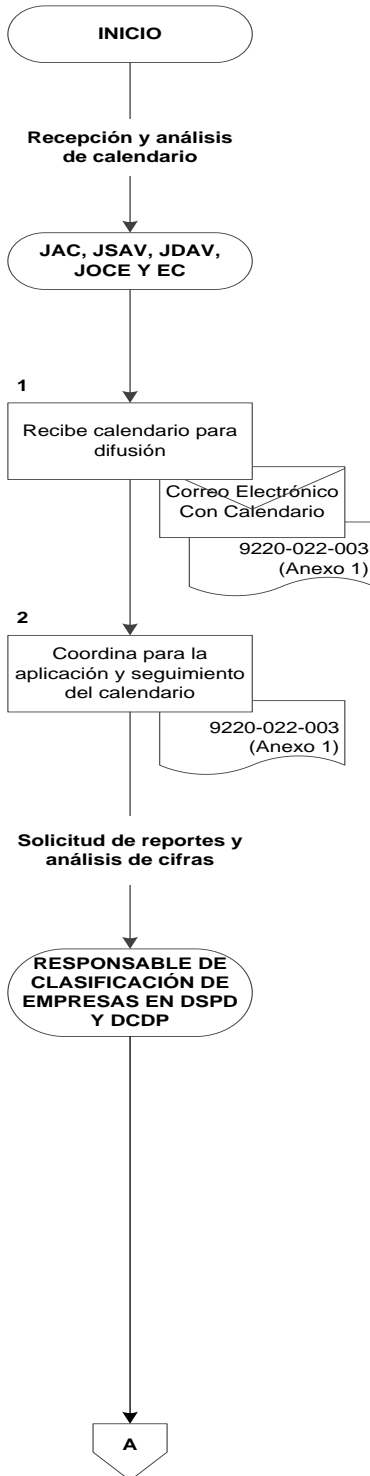 INICIO
Recepción y análisis
de calendario
JAC, JSAV, JDAV,
JOCE Y EC
1
Recibe calendario para
difusión
Correo Electrónico
Con Calendario
9220-022-003
(Anexo 1)
2
Coordina para la
aplicación y seguimiento
del calendario
9220-022-003
(Anexo 1)
Solicitud de reportes y
análisis de cifras
RESPONSABLE DE
CLASIFICACIÓN DE
EMPRESAS EN DSPD
Y DCDP
A